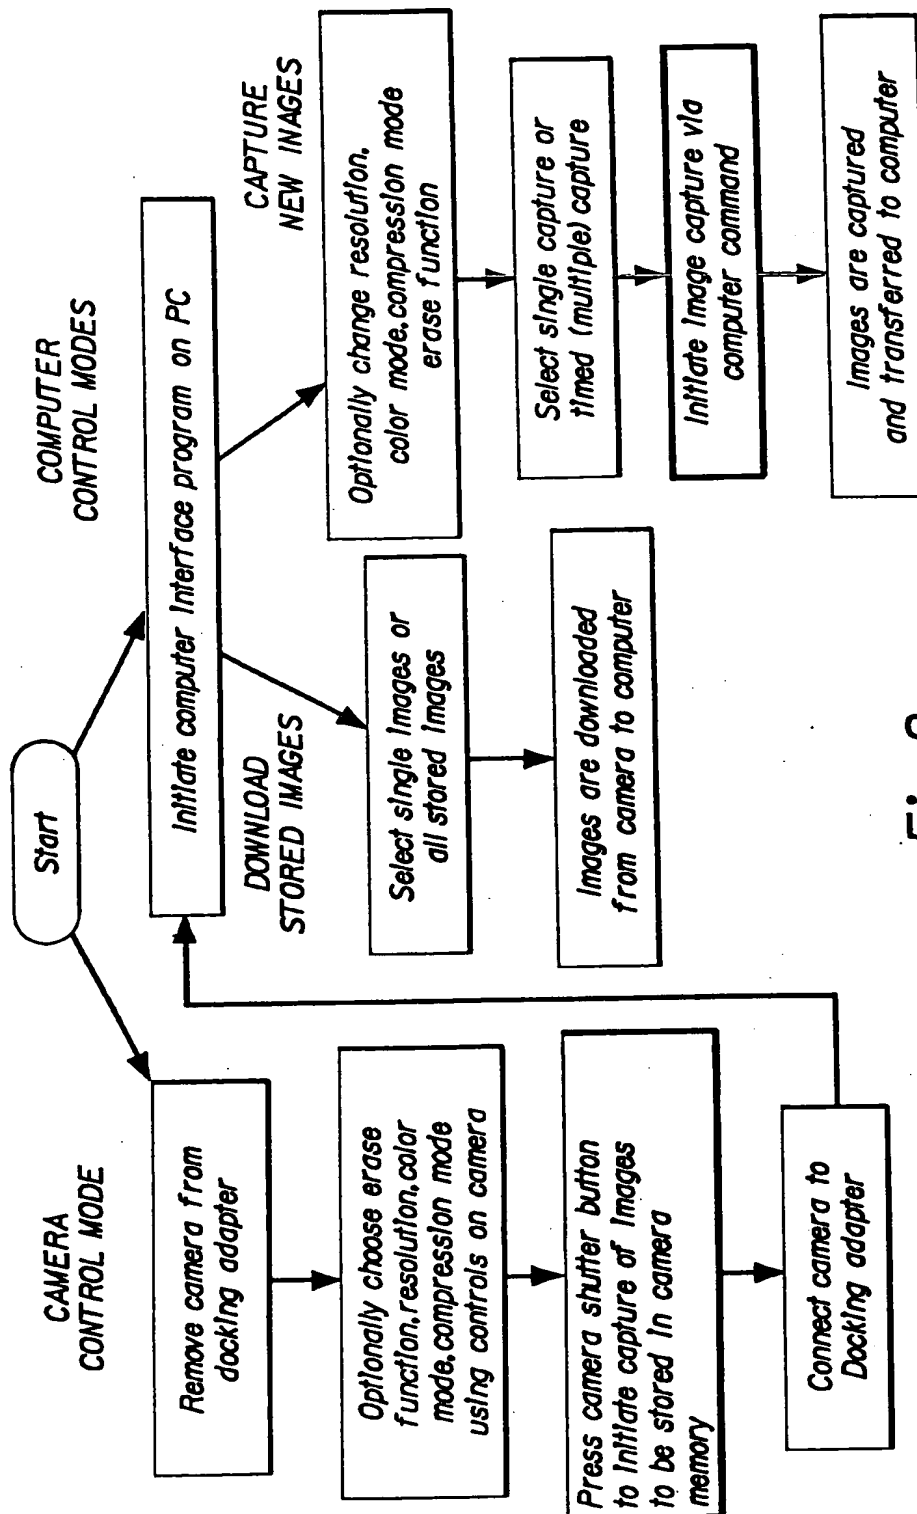 Start
CAMERA
CONTROL MODE
Remove camera from
docking adapter
Optionally choose erase
function, resolution, color
mode, compression mode
using controls on camera
Press camera shutter button
to Initiate capture of Images
to be stored in camera
memory
Connect camera to
Docking adapter
COMPUTER
CONTROL MODES
Initiate computer Interface program on PC
DOWNLOAD
STORED IMAGES
Select single Images or
all stored Images
Images are downloaded
from camera to computer
CAPTURE
NEW INAGES
Optionally change resolution,
color mode, compression mode
erase function
Select single capture or
timed (multiple) capture
Initiate Image capture via
computer command
Images are captured
and transferred to computer